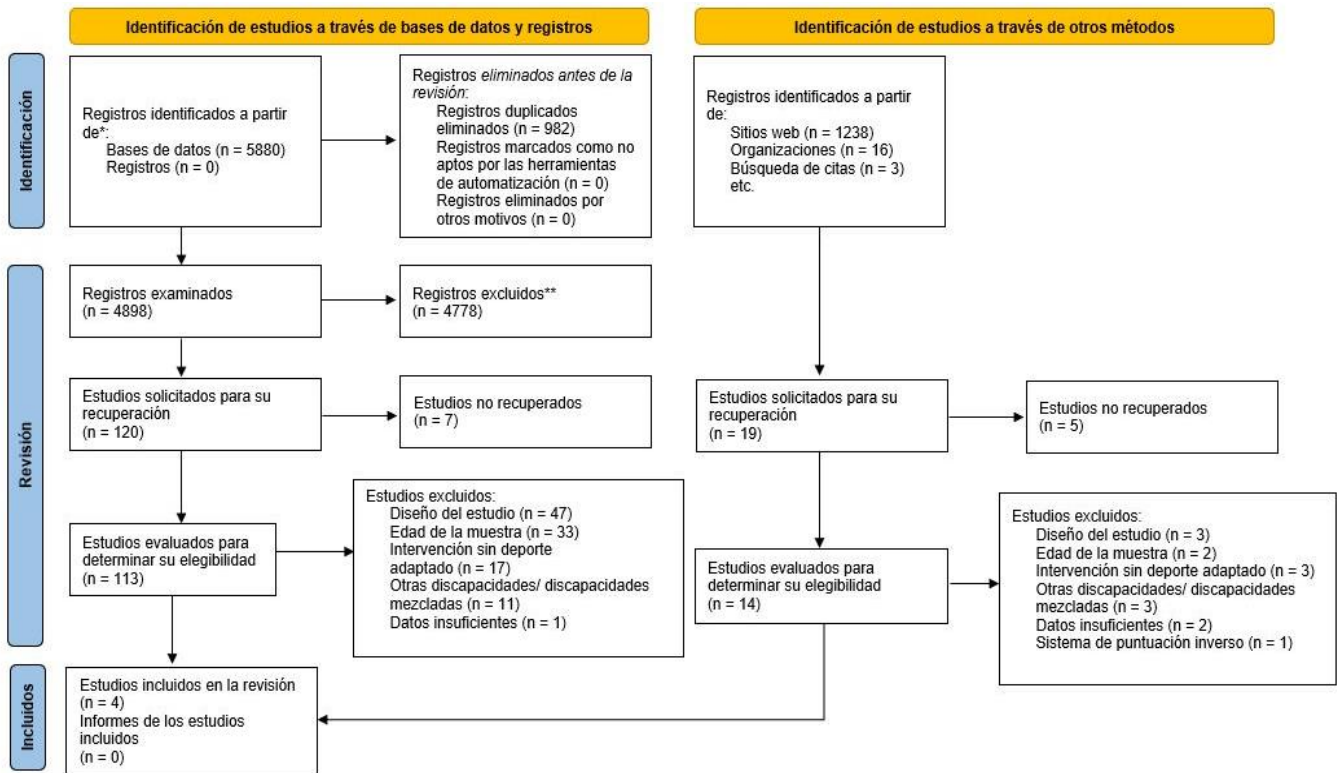 Identificación de estudios a través de bases de datos y registros
Identificación de estudios a través de otros métodos
Identificación
Registros identificados a partir
de*:
Bases de datos (n = 5880)
Registros (n = 0)
Registros eliminados antes de la
revisión:
Registros duplicados
eliminados (n = 982)
Registros marcados como no
aptos por las herramientas
de automatización (n = 0)
Registros eliminados por
otros motivos (n = 0)
Registros identificados a partir
de:
Sitios web (n = 1238)
Organizaciones (n = 16)
Búsqueda de citas (n = 3)
etc.
Revisión
Registros examinados
(n = 4898)
Registros excluidos**
(n = 4778)
Estudios solicitados para su
recuperación
(n = 120)
Estudios no recuperados
(n = 7)
Estudios solicitados para su
recuperación
(n = 19)
Estudios no recuperados
(n = 5)
Estudios evaluados para
determinar su elegibilidad
(n = 113)
Estudios excluidos:
Diseño del estudio (n = 47)
Edad de la muestra (n = 33)
Intervención sin deporte
adaptado (n = 17)
Otras discapacidades/ discapacidades
mezcladas (n = 11)
Datos insuficientes (n = 1)
Estudios evaluados para
determinar su elegibilidad
(n = 14)
Estudios excluidos:
Diseño del estudio (n = 3)
Edad de la muestra (n = 2)
Intervención sin deporte adaptado (n = 3)
Otras discapacidades/ discapacidades
mezcladas (n = 3)
Datos insuficientes (n = 2)
Sistema de puntuación inverso (n = 1)
Incluidos
Estudios incluidos en la revisión
(n = 4)
Informes de los estudios
incluidos
(n = 0)